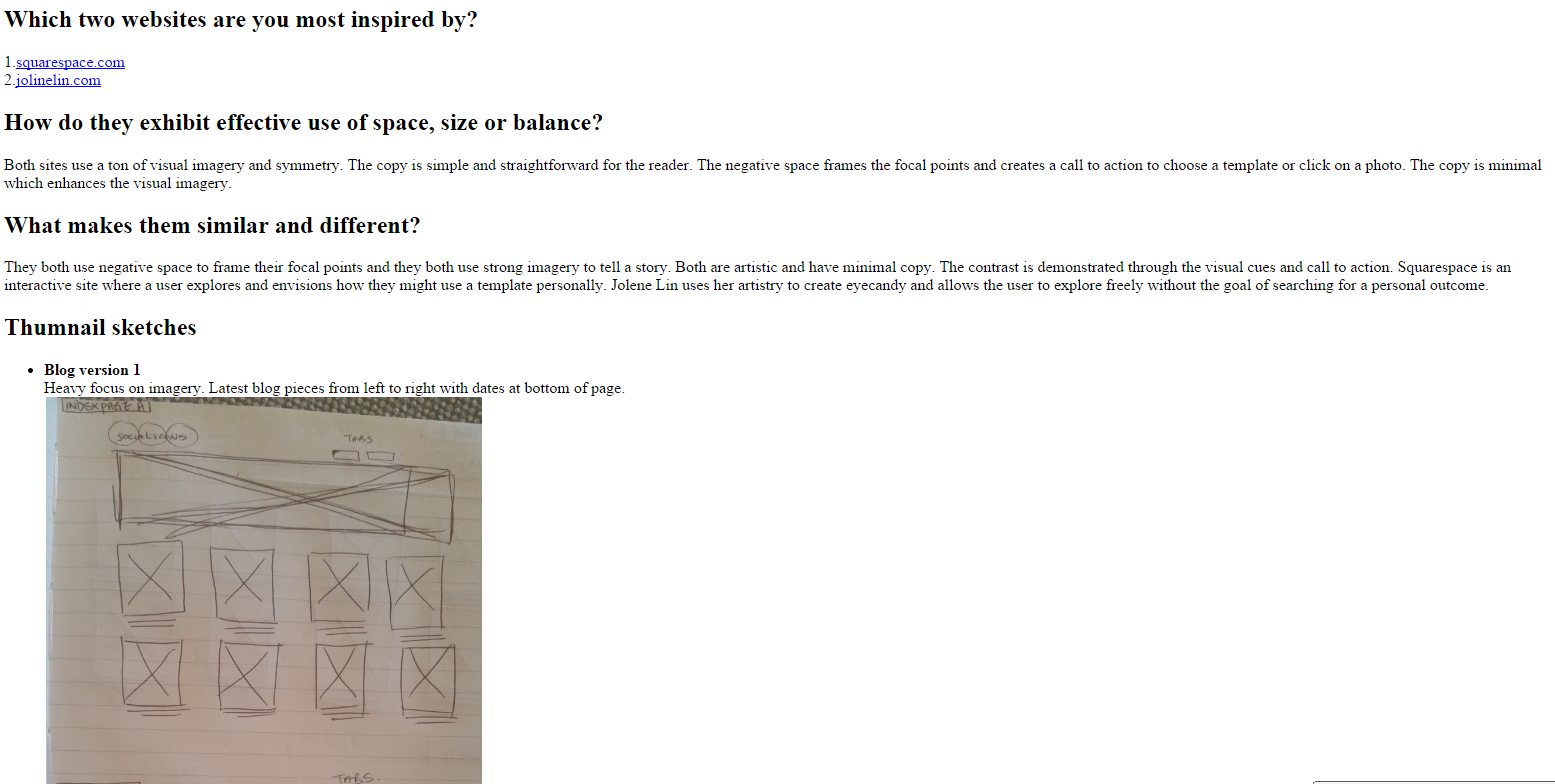 Which two websites are you most inspired by?
1.squarespace.com
2.jolinelin.com
How do they exhibit effective use of space, size or balance?
Both sites use a ton of visual imagery and symmetry. The copy is simple and straightforward for the reader. The negative space frames the focal points and creates a call to action to choose a template or click on a photo. The copy is minimal
which enhances the visual imagery.
What makes them similar and different?
They both use negative space to frame their focal points and they both use strong imagery to tell a story. Both are artistic and have minimal copy. The contrast is demonstrated through the visual cues and call to action. Squarespace is an
interactive site where a user explores and envisions how they might use a template personally. Jolene Lin uses her artistry to create eyecandy and allows the user to explore freely without the goal of searching for a personal outcome.
Thumnail sketches
• Blog version 1
Heavy focus on imagery. Latest blog pieces from left to right with dates at bottom of page.
INDEX PAGE A
SOCIAL ICONS
TABS
TABS.